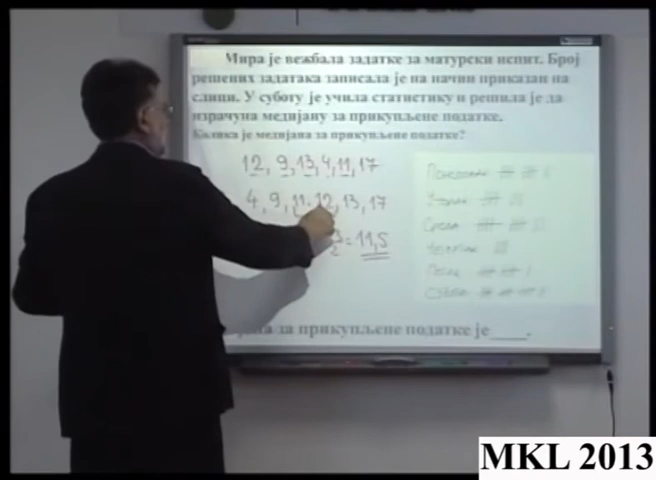 Мира је вежбала задатке за матурски испит. Број
решених задатака записала је на начин приказан на
слици. У суботу је учила статистику и решила је да
израчуна медијану за прикупљене податке.
Колика је медијана за прикупљене податке?
12, 9, 13, 4, 11, 17
4, 9, 11, 12, 13, 17
= 11,5
Понедељак
Уторак
Среда
Четвртак
Петак
Субота
за прикупљене податке је____.
MKL 2013